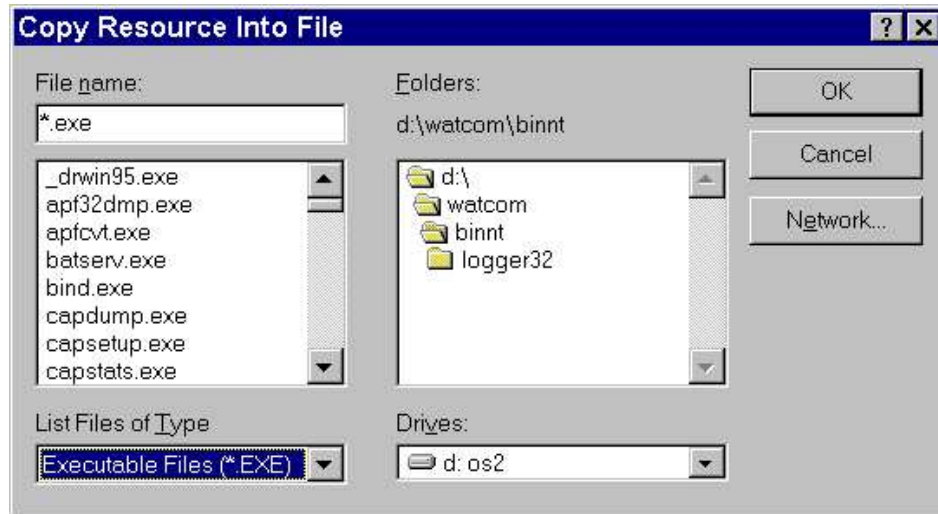 Copy Resource Into File
File name:
*.exe
_drwin95.exe
apf32dmp.exe
apfcvt.exe
batserv.exe
bind.exe
capdump.exe
capsetup.exe
capstats.exe
List Files of Type
Executable Files (*.EXE)
Folders:
d:\watcom\binnt
d:\
watcom
binnt
logger32
Drives:
d: os2
OK
Cancel
Network...